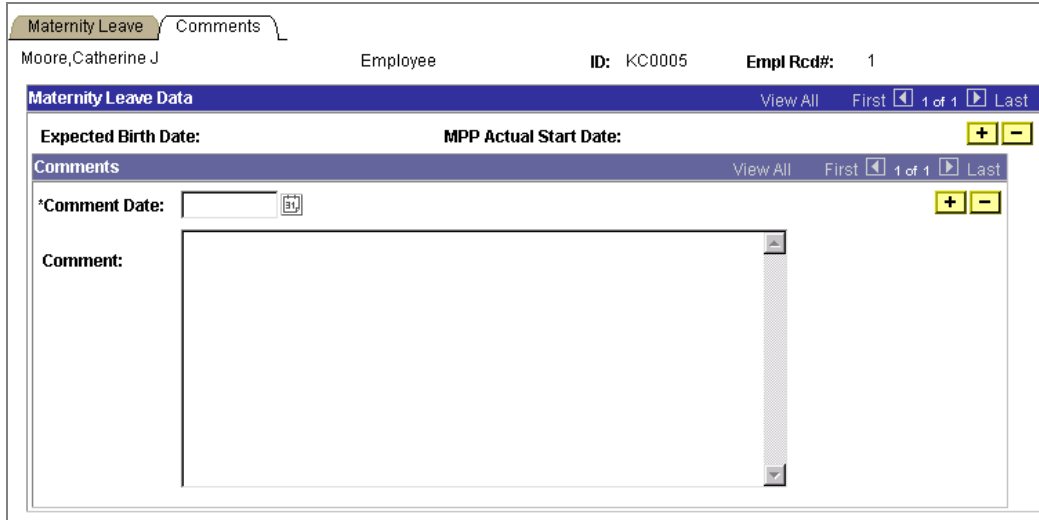 Maternity Leave Comments
Moore,Catherine J Employee ID: KC0005 Empl Rcd#: 1
Maternity Leave Data View All First 1 of 1 Last
Expected Birth Date: MPP Actual Start Date: + −
Comments View All First 1 of 1 Last
*Comment Date: 31 + −
Comment: